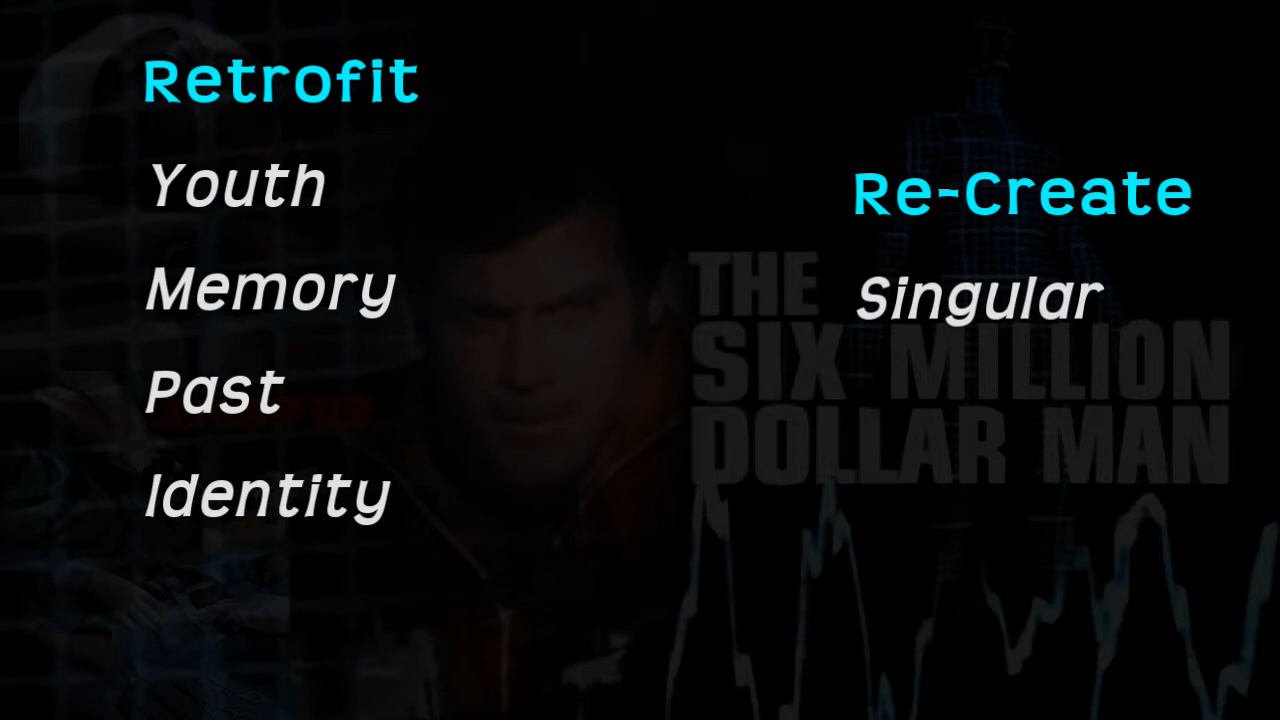 Retrofit
Youth
Memory
Past
Identity
Re-Create
Singular
THE
SIX MILLION
DOLLAR MAN